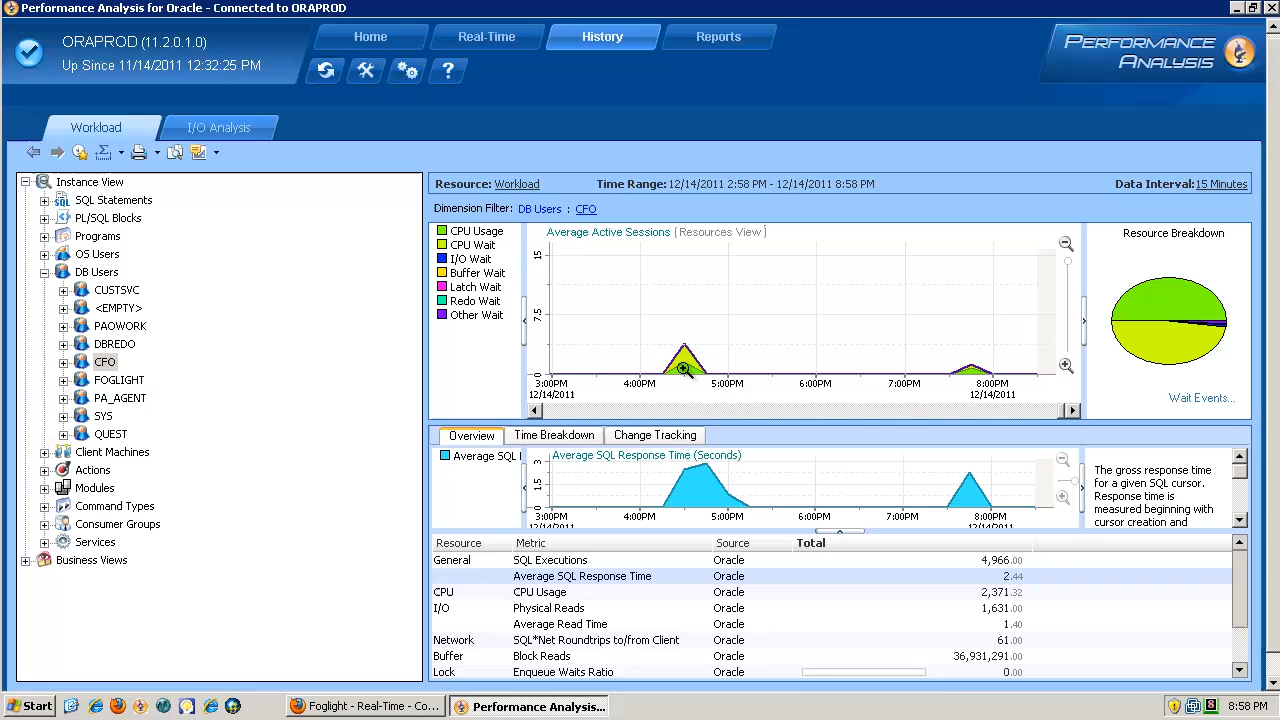 Performance Analysis for Oracle - Connected to ORAPROD
ORAPROD (11.2.0.1.0)
Up Since 11/14/2011 12:32:25 PM
Home Real-Time History Reports
PERFORMANCE
ANALYSIS
Workload I/O Analysis
Instance View
SQL Statements
PL/SQL Blocks
Programs
OS Users
DB Users
CUSTSVC
<EMPTY>
PAOWORK
DBREDO
CFO
FOGLIGHT
PA_AGENT
SYS
QUEST
Client Machines
Actions
Modules
Command Types
Consumer Groups
Services
Business Views
Resource: Workload Time Range: 12/14/2011 2:58 PM - 12/14/2011 8:58 PM Data Interval: 15 Minutes
Dimension Filter: DB Users : CFO
CPU Usage
CPU Wait
I/O Wait
Buffer Wait
Latch Wait
Redo Wait
Other Wait
Average Active Sessions [Resources View]
15
7.5
0
3:00PM 4:00PM 5:00PM 6:00PM 7:00PM 8:00PM
12/14/2011 12/14/2011
Resource Breakdown
Wait Events...
Overview Time Breakdown Change Tracking
Average SQL I
Average SQL Response Time (Seconds)
3
1.5
0
3:00PM 4:00PM 5:00PM 6:00PM 7:00PM 8:00PM
12/14/2011 12/14/2011
The gross response time
for a given SQL cursor.
Response time is
measured beginning with
cursor creation and
Resource Metric Source Total
General SQL Executions Oracle 4,966.00
Average SQL Response Time Oracle 2.44
CPU CPU Usage Oracle 2,371.32
I/O Physical Reads Oracle 1,631.00
Average Read Time Oracle 1.40
Network SQL*Net Roundtrips to/from Client Oracle 61.00
Buffer Block Reads Oracle 36,931,291.00
Lock Enqueue Waits Ratio Oracle 0.00
Start Foglight - Real-Time - Co... Performance Analysis... 8:58 PM